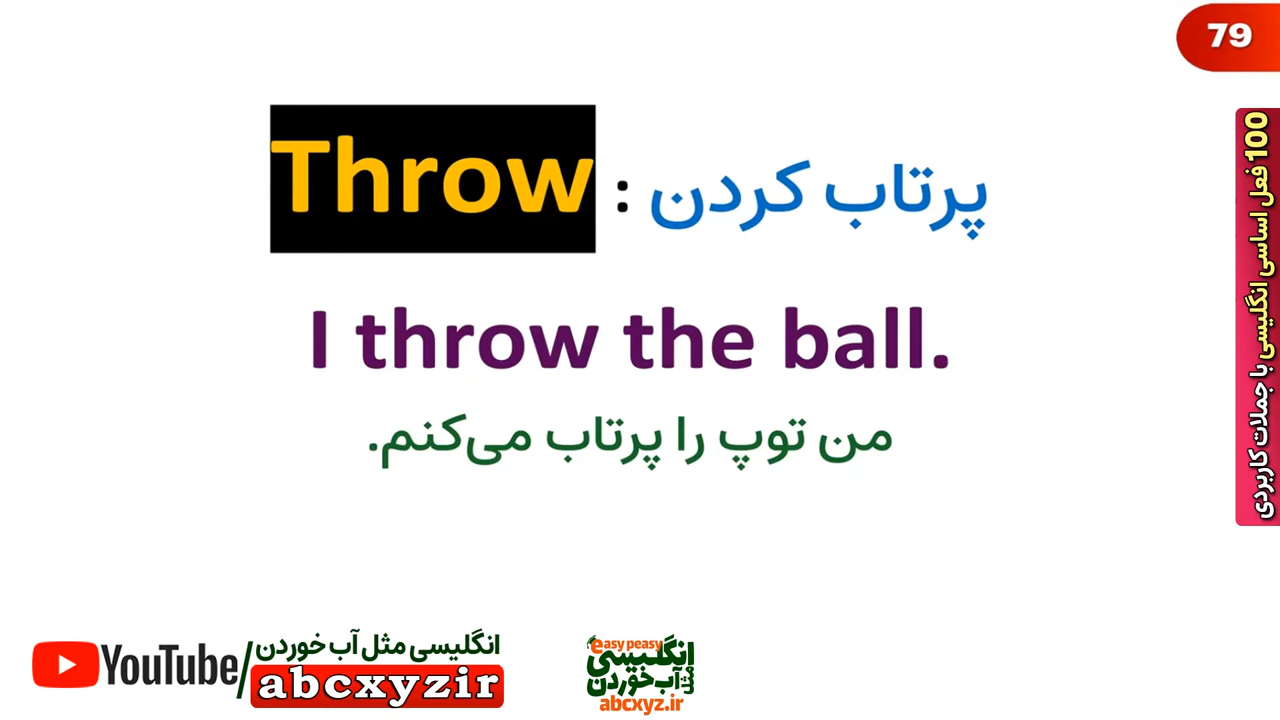 79
Throw : پرتاب کردن
I throw the ball.
من توپ را پرتاب می‌کنم.
100 فعل اساسی انگلیسی با جملات کاربردی
YouTube/
انگلیسی مثل آب خوردن
abcxyzir
easy peasy
انگلیسی
مثل
آب خوردن
abcxyz.ir